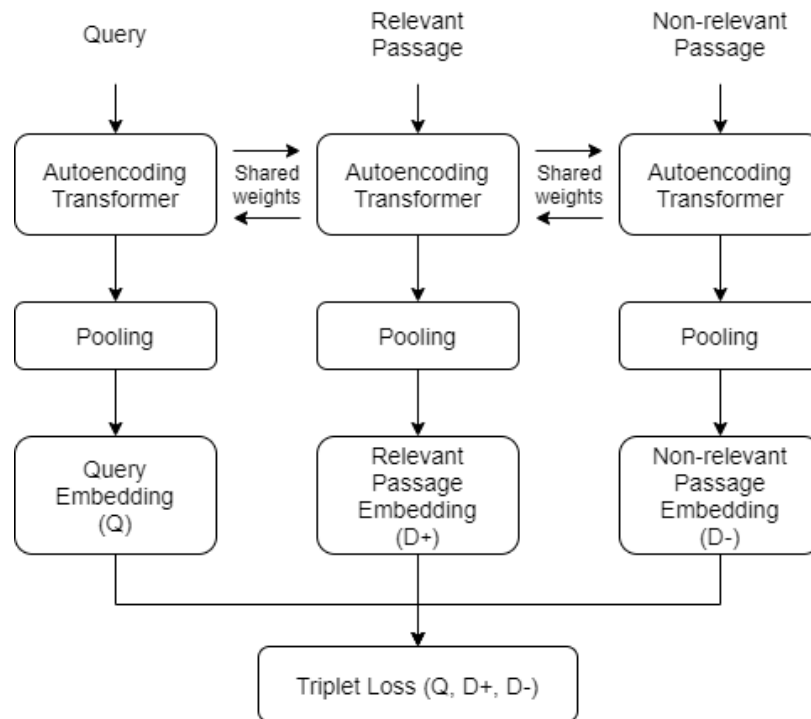 Query
Relevant
Passage
Non-relevant
Passage
Autoencoding
Transformer
Shared
weights
Autoencoding
Transformer
Shared
weights
Autoencoding
Transformer
Pooling
Pooling
Pooling
Query
Embedding
(Q)
Relevant
Passage
Embedding
(D+)
Non-relevant
Passage
Embedding
(D-)
Triplet Loss (Q, D+, D-)